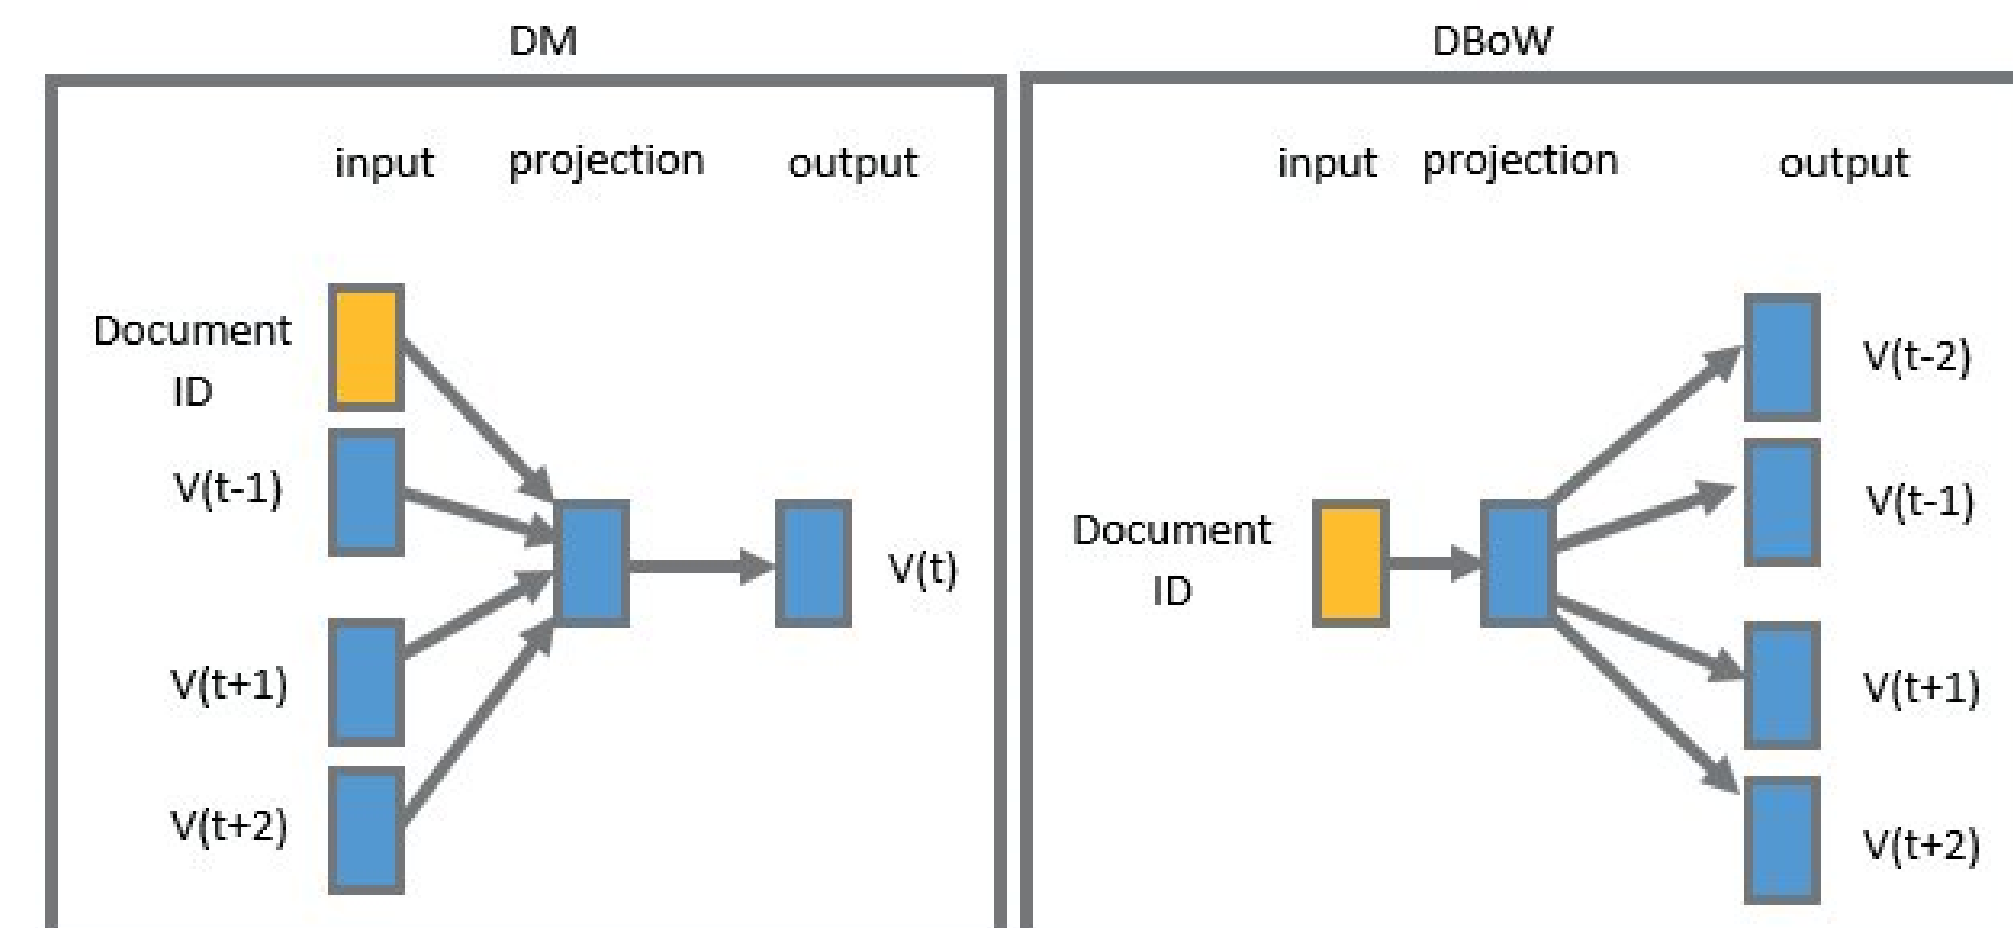 DM
input projection output
Document
ID
V(t-1)
V(t)
V(t+1)
V(t+2)
DBoW
input projection output
V(t-2)
V(t-1)
Document
ID
V(t+1)
V(t+2)